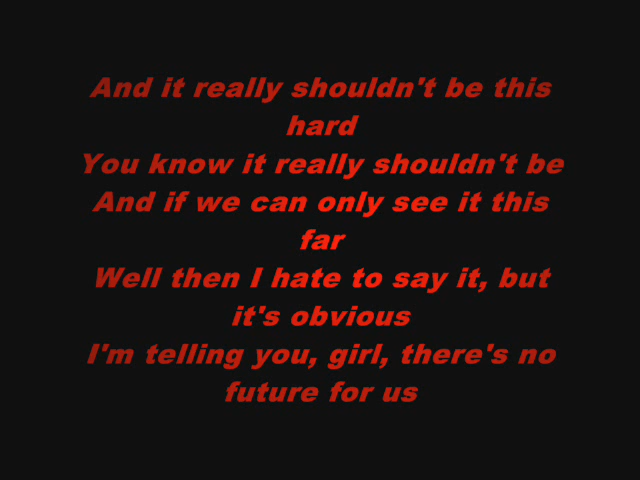 And it really shouldn't be this
hard
You know it really shouldn't be
And if we can only see it this
far
Well then I hate to say it, but
it's obvious
I'm telling you, girl, there's no
future for us